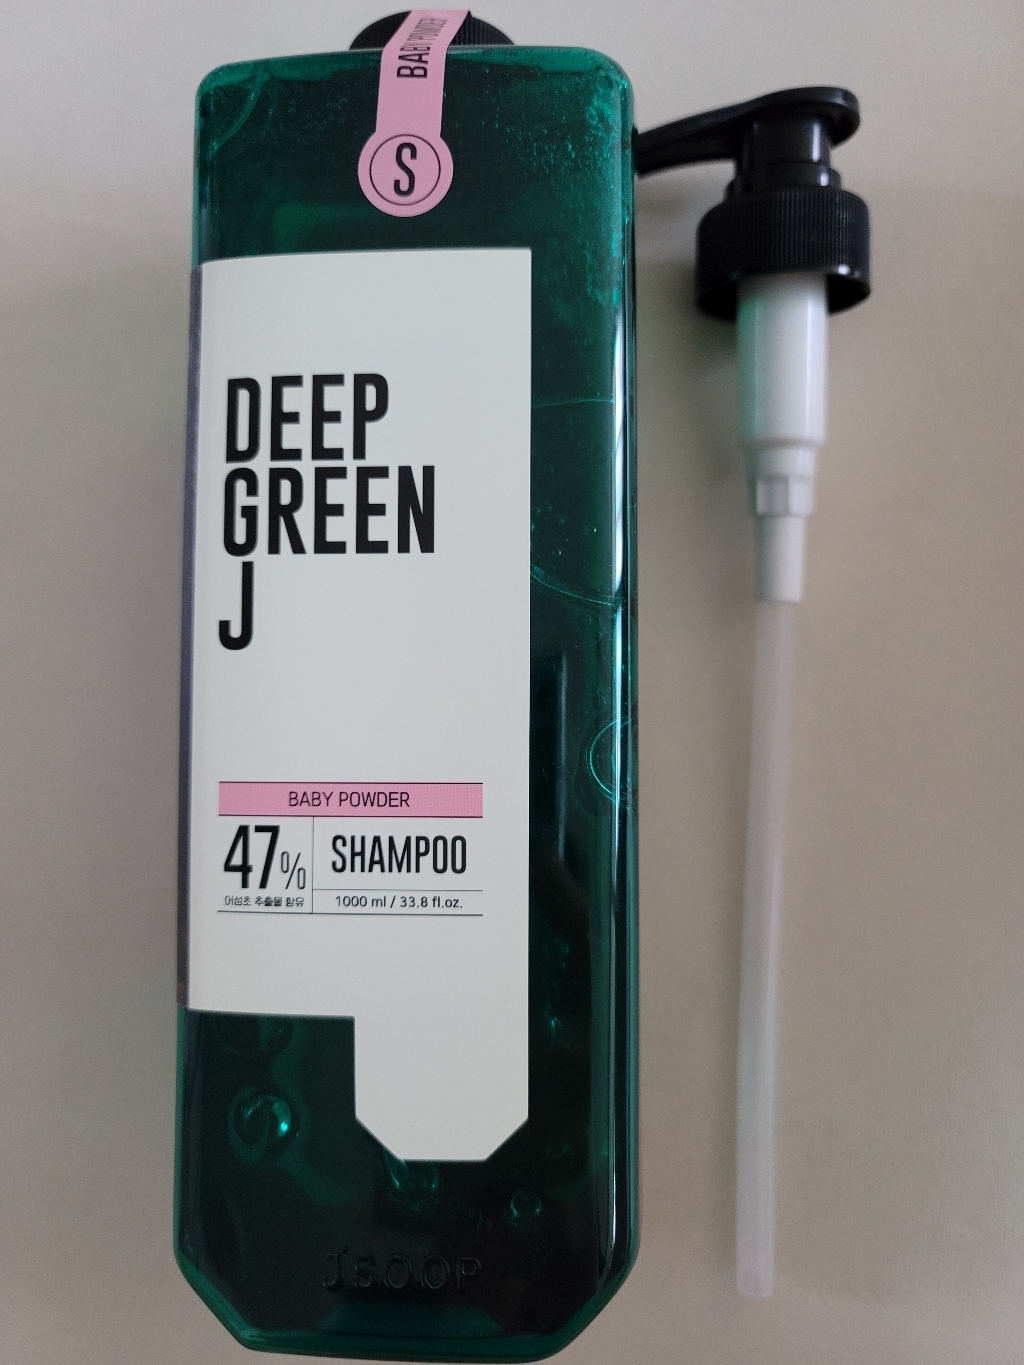 BABY POWDER
S
DEEP
GREEN
J
BABY POWDER
47%
어성초 추출물 함유
SHAMPOO
1000 ml / 33.8 fl.oz.
JSOOP